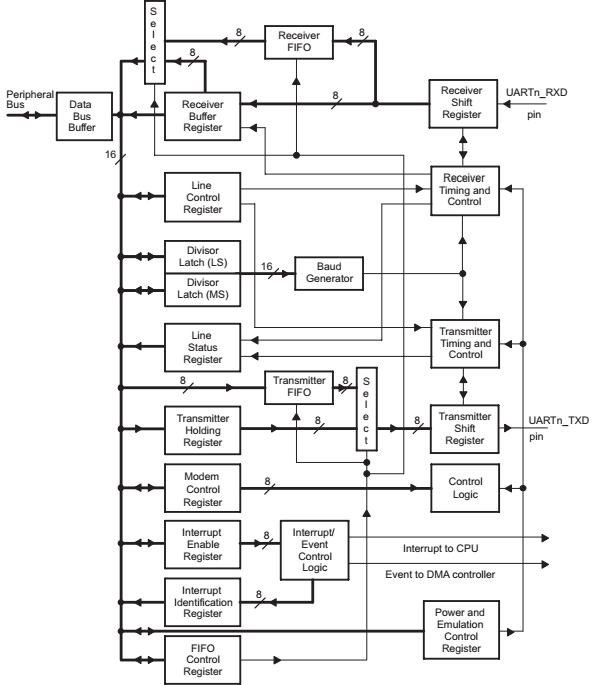 S
e
l
e
c
t
8
8
Receiver
FIFO
8
Peripheral
Bus
Data
Bus
Buffer
Receiver
Buffer
Register
8
Receiver
Shift
Register
UARTn_RXD
pin
16
Line
Control
Register
Receiver
Timing and
Control
Divisor
Latch (LS)
Divisor
Latch (MS)
16
Baud
Generator
Line
Status
Register
Transmitter
Timing and
Control
8
Transmitter
FIFO
8
S
e
l
e
c
t
Transmitter
Holding
Register
8
8
Transmitter
Shift
Register
UARTn_TXD
pin
Modem
Control
Register
8
Control
Logic
Interrupt
Enable
Register
8
Interrupt/
Event
Control
Logic
Interrupt to CPU
Event to DMA controller
Interrupt
Identification
Register
8
Power and
Emulation
Control
Register
FIFO
Control
Register